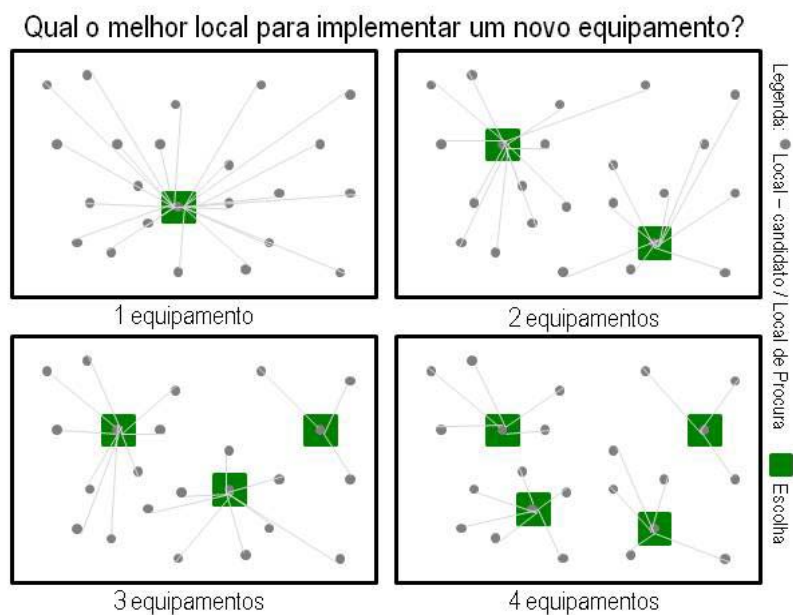 Qual o melhor local para implementar um novo equipamento?
1 equipamento
2 equipamentos
3 equipamentos
4 equipamentos
Legenda: Local – candidato / Local de Procura Escolha